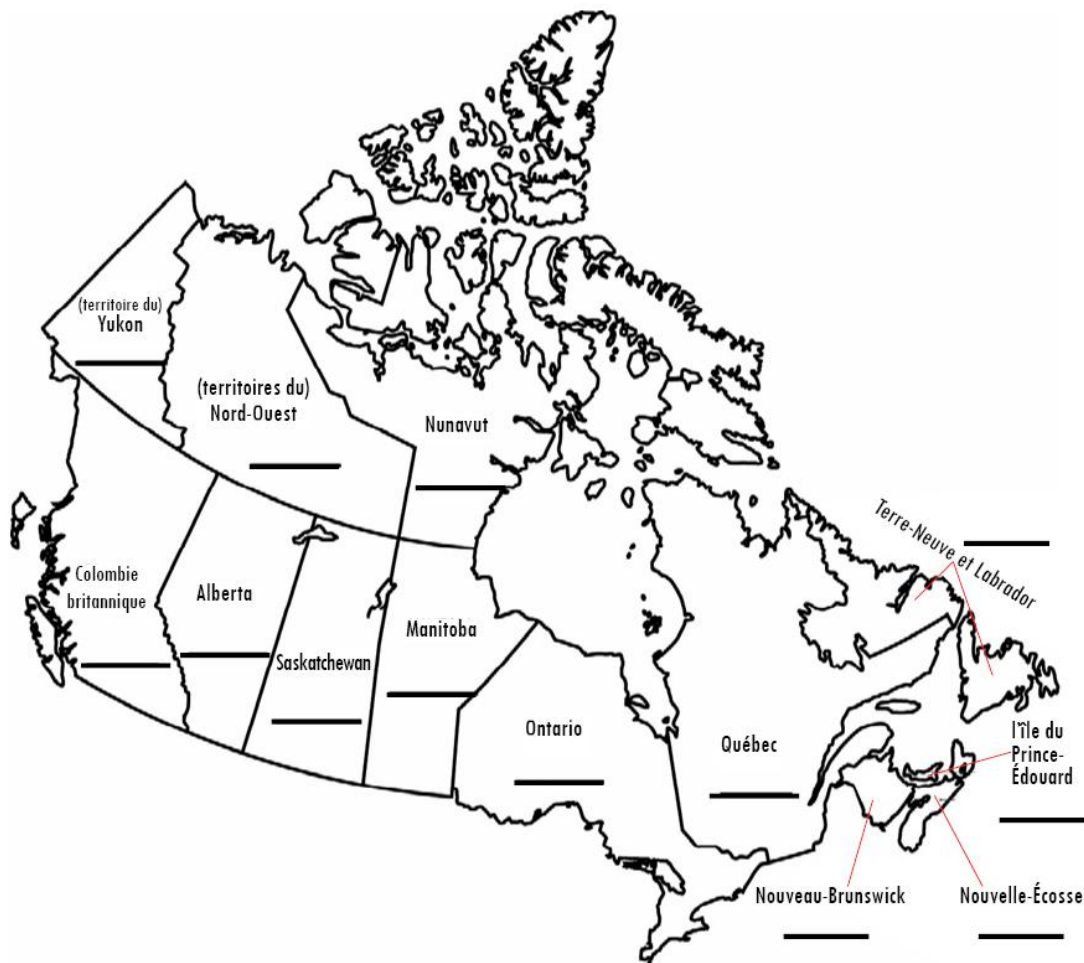 (territoire du)
Yukon
(territoires du)
Nord-Ouest
Nunavut
Terre-Neuve et Labrador
Colombie
britannique
Alberta
Saskatchewan
Manitoba
Ontario
Québec
l'île du
Prince-
Édouard
Nouveau-Brunswick
Nouvelle-Écosse